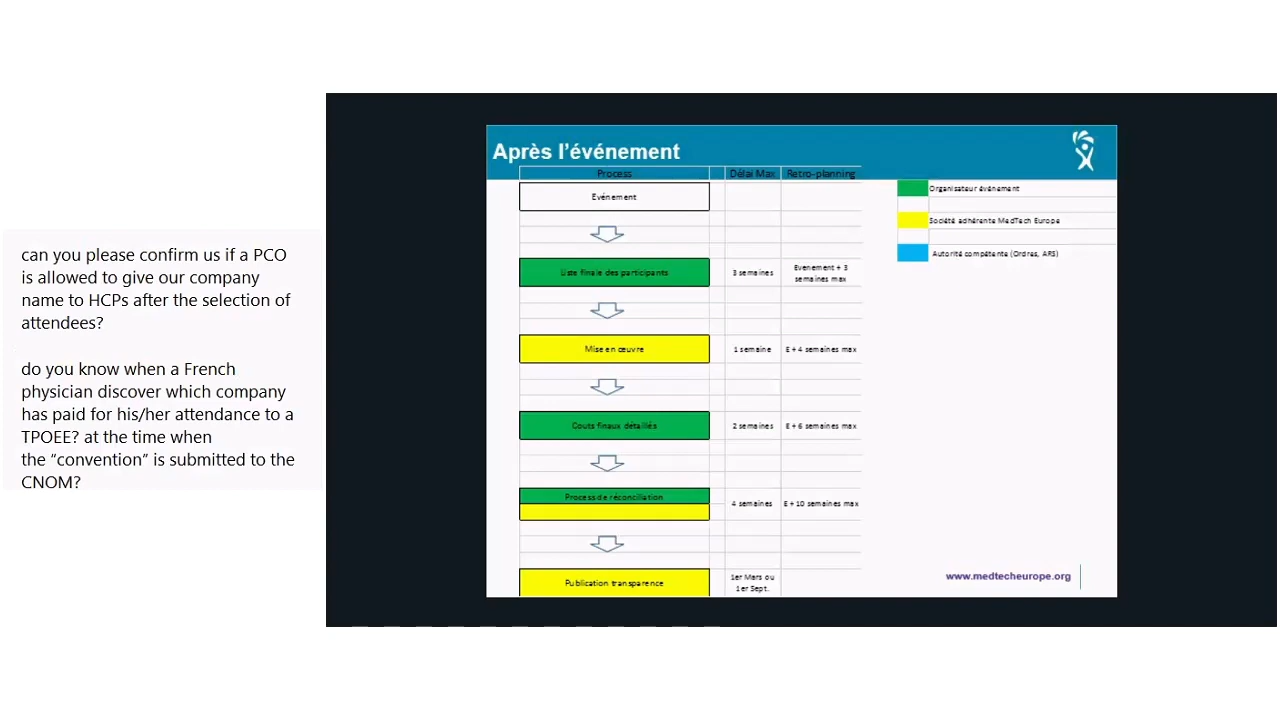 can you please confirm us if a PCO
is allowed to give our company
name to HCPs after the selection of
attendees?
do you know when a French
physician discover which company
has paid for his/her attendance to a
TPOEE? at the time when
the “convention” is submitted to the
CNOM?
Après l’événement
Process Délai Max Retro-planning
Evénement
Liste finale des participants 3 semaines Evenement + 3
semaines max
Mise en œuvre 1 semaine E + 4 semaines max
Couts finaux détaillés 2 semaines E + 6 semaines max
Process de réconciliation 4 semaines E + 10 semaines max
Publication transparence 1er Mars ou
1er Sept.
Organisateur événement
Société adhérente MedTech Europe
Autorité compétente (Ordres, ARS)
www.medtecheurope.org